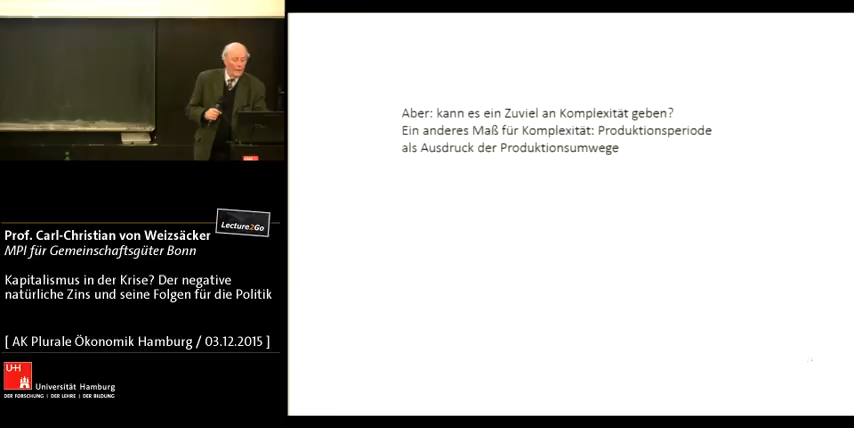 Aber: kann es ein Zuviel an Komplexität geben?
Ein anderes Maß für Komplexität: Produktionsperiode
als Ausdruck der Produktionsumwege
Lecture2Go
Prof. Carl-Christian von Weizsäcker
MPI für Gemeinschaftsgüter Bonn
Kapitalismus in der Krise? Der negative
natürliche Zins und seine Folgen für die Politik
[ AK Plurale Ökonomik Hamburg / 03.12.2015 ]
UH
Universität Hamburg
DER FORSCHUNG | DER LEHRE | DER BILDUNG